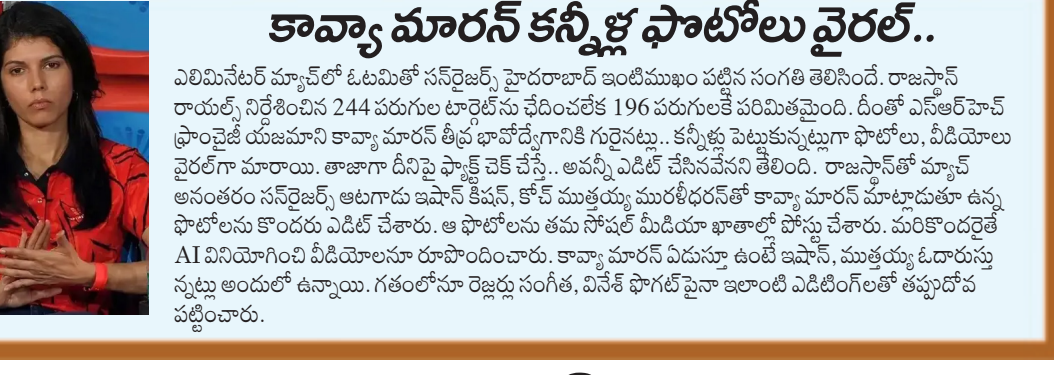 కావ్యా మారన్ కన్నీళ్ల ఫొటోలు వైరల్..
ఎలిమినేటర్ మ్యాచ్‌లో ఓటమితో సన్‌రైజర్స్ హైదరాబాద్ ఇంటిముఖం పట్టిన సంగతి తెలిసిందే. రాజస్థాన్
రాయల్స్ నిర్దేశించిన 244 పరుగుల టార్గెట్‌ను ఛేదించలేక 196 పరుగులకే పరిమితమైంది. దీంతో ఎస్ఆర్‌హెచ్
ఫ్రాంచైజీ యజమాని కావ్యా మారన్ తీవ్ర భావోద్వేగానికి గురైనట్లు.. కన్నీళ్లు పెట్టుకున్నట్లుగా ఫొటోలు, వీడియోలు
వైరల్‌గా మారాయి. తాజాగా దీనిపై ఫ్యాక్ట్ చెక్ చేస్తే.. అవన్నీ ఎడిట్ చేసినవేనని తేలింది. రాజస్థాన్‌తో మ్యాచ్
అనంతరం సన్‌రైజర్స్ ఆటగాడు ఇషాన్ కిషన్, కోచ్ ముత్తయ్య మురళీధరన్‌తో కావ్యా మారన్ మాట్లాడుతూ ఉన్న
ఫొటోలను కొందరు ఎడిట్ చేశారు. ఆ ఫొటోలను తమ సోషల్ మీడియా ఖాతాల్లో పోస్టు చేశారు. మరికొందరైతే
AI వినియోగించి వీడియోలనూ రూపొందించారు. కావ్యా మారన్ ఏడుస్తూ ఉంటే ఇషాన్, ముత్తయ్య ఓదారుస్తు
న్నట్లు అందులో ఉన్నాయి. గతంలోనూ రెజ్లర్లు సంగీత, వినేశ్ ఫొగట్‌పైనా ఇలాంటి ఎడిటింగ్‌లతో తప్పుదోవ
పట్టించారు.